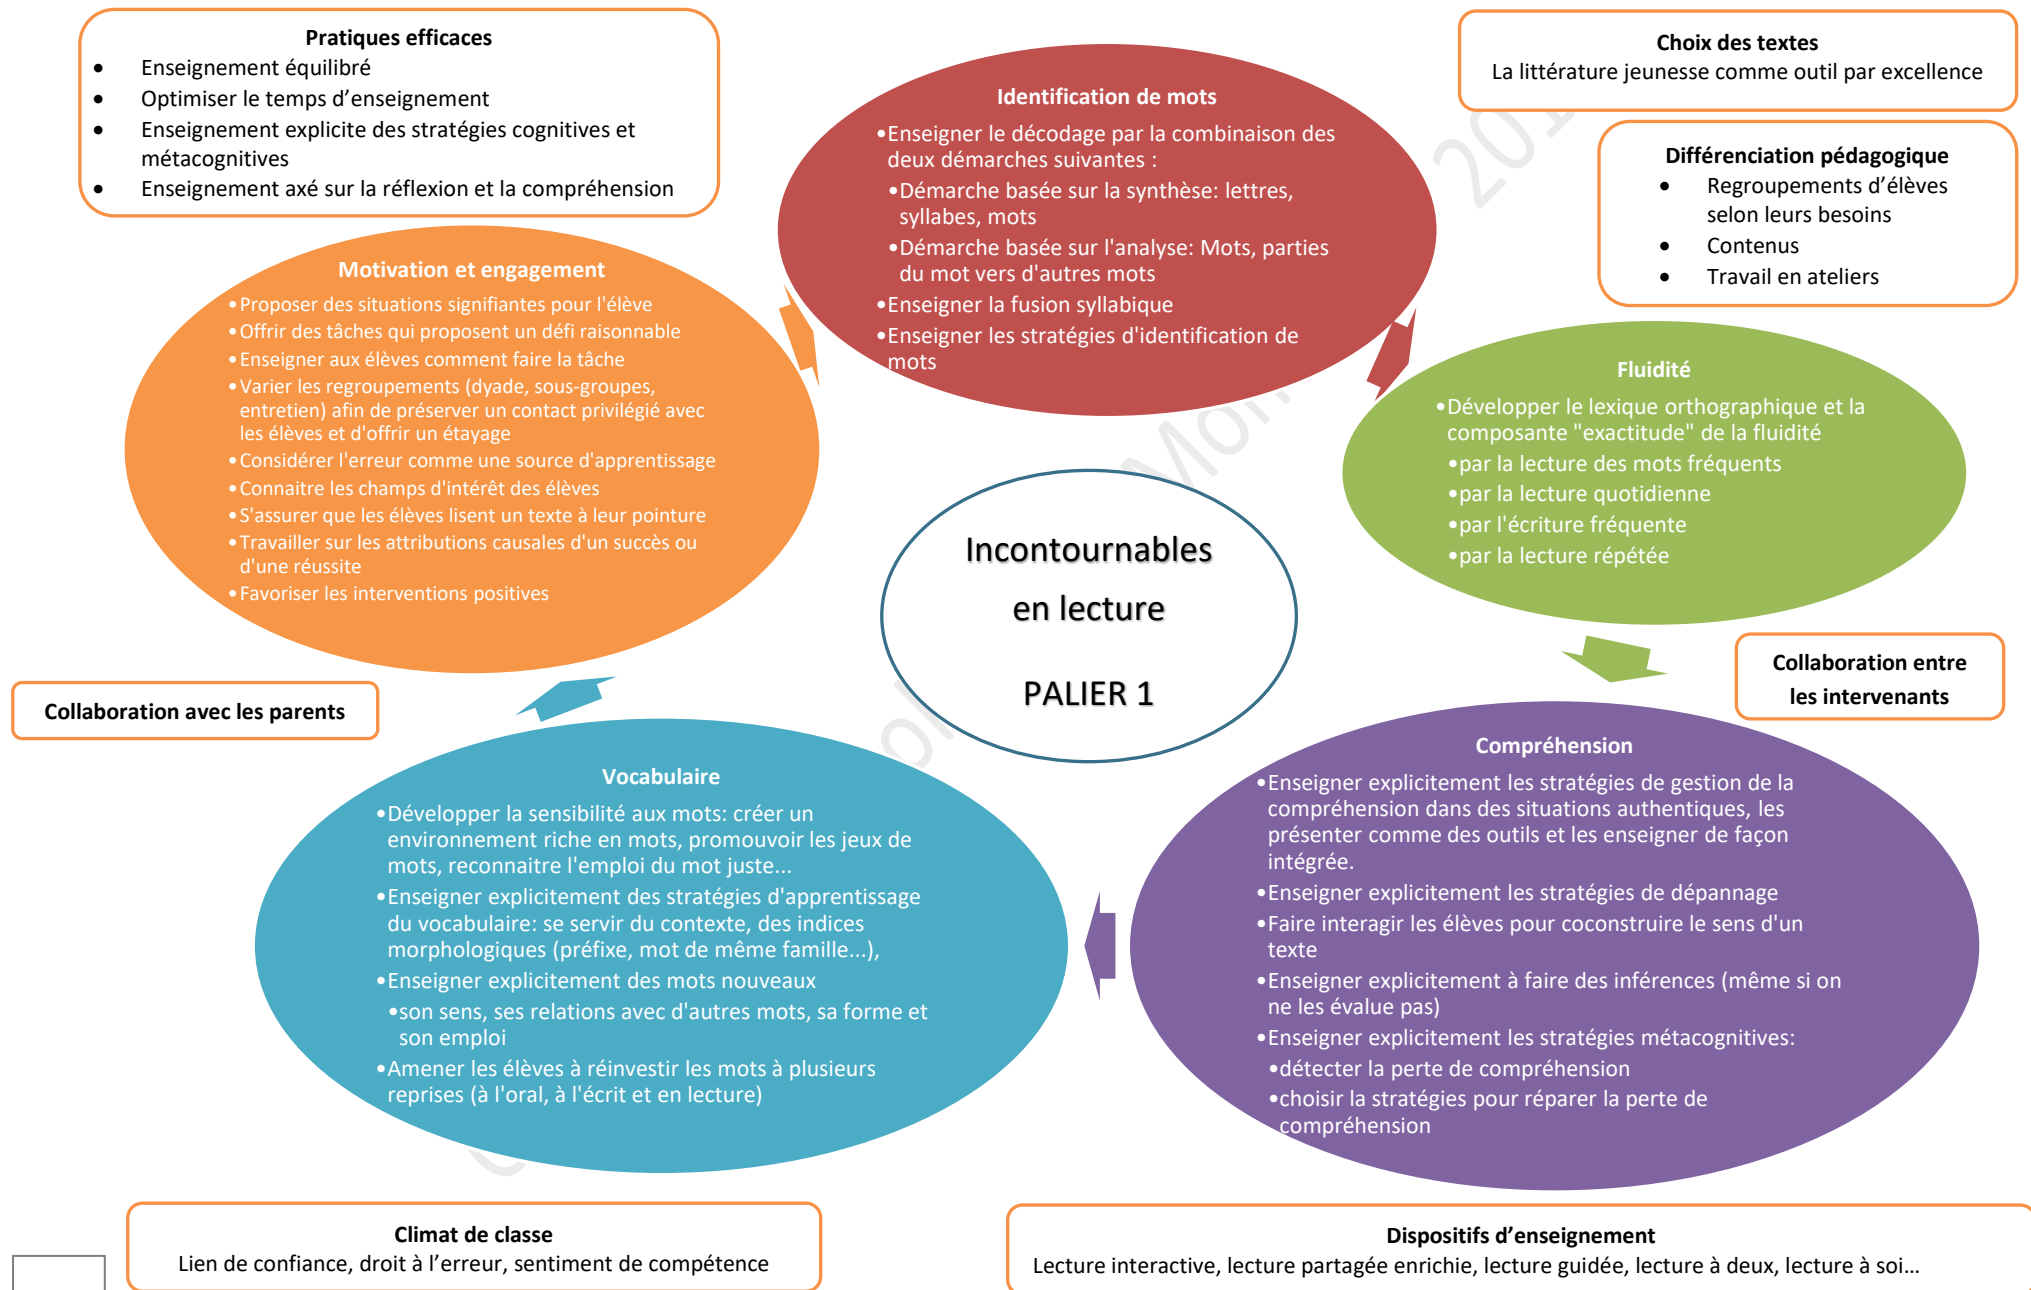 Pratiques efficaces
• Enseignement équilibré
• Optimiser le temps d’enseignement
• Enseignement explicite des stratégies cognitives et
métacognitives
• Enseignement axé sur la réflexion et la compréhension
Identification de mots
•Enseigner le décodage par la combinaison des
deux démarches suivantes :
•Démarche basée sur la synthèse: lettres,
syllabes, mots
•Démarche basée sur l'analyse: Mots, parties
du mot vers d'autres mots
•Enseigner la fusion syllabique
•Enseigner les stratégies d'identification de
mots
Choix des textes
La littérature jeunesse comme outil par excellence
Différenciation pédagogique
• Regroupements d’élèves
selon leurs besoins
• Contenus
• Travail en ateliers
Motivation et engagement
•Proposer des situations signifiantes pour l'élève
•Offrir des tâches qui proposent un défi raisonnable
•Enseigner aux élèves comment faire la tâche
•Varier les regroupements (dyade, sous-groupes,
entretien) afin de préserver un contact privilégié avec
les élèves et d'offrir un étayage
•Considérer l'erreur comme une source d'apprentissage
•Connaitre les champs d'intérêt des élèves
•S'assurer que les élèves lisent un texte à leur pointure
•Travailler sur les attributions causales d'un succès ou
d'une réussite
•Favoriser les interventions positives
Fluidité
•Développer le lexique orthographique et la
composante "exactitude" de la fluidité
•par la lecture des mots fréquents
•par la lecture quotidienne
•par l'écriture fréquente
•par la lecture répétée
Incontournables
en lecture
PALIER 1
Collaboration avec les parents
Collaboration entre
les intervenants
Vocabulaire
•Développer la sensibilité aux mots: créer un
environnement riche en mots, promouvoir les jeux de
mots, reconnaitre l'emploi du mot juste...
•Enseigner explicitement des stratégies d'apprentissage
du vocabulaire: se servir du contexte, des indices
morphologiques (préfixe, mot de même famille...),
•Enseigner explicitement des mots nouveaux
•son sens, ses relations avec d'autres mots, sa forme et
son emploi
•Amener les élèves à réinvestir les mots à plusieurs
reprises (à l'oral, à l'écrit et en lecture)
Compréhension
•Enseigner explicitement les stratégies de gestion de la
compréhension dans des situations authentiques, les
présenter comme des outils et les enseigner de façon
intégrée.
•Enseigner explicitement les stratégies de dépannage
•Faire interagir les élèves pour coconstruire le sens d'un
texte
•Enseigner explicitement à faire des inférences (même si on
ne les évalue pas)
•Enseigner explicitement les stratégies métacognitives:
•détecter la perte de compréhension
•choisir la stratégies pour réparer la perte de
compréhension
Climat de classe
Lien de confiance, droit à l’erreur, sentiment de compétence
Dispositifs d’enseignement
Lecture interactive, lecture partagée enrichie, lecture guidée, lecture à deux, lecture à soi…